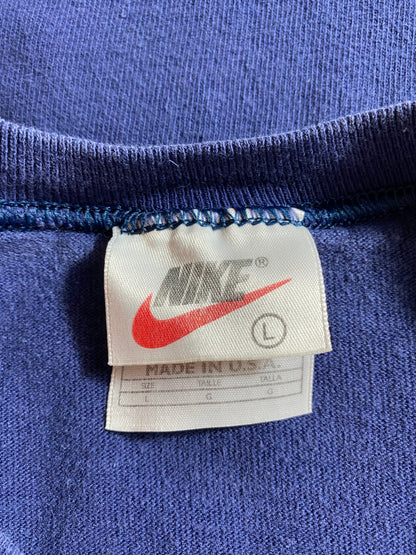 NIKE®
L
MADE IN U.S.A.
SIZE TAILLE TALLA
L G G